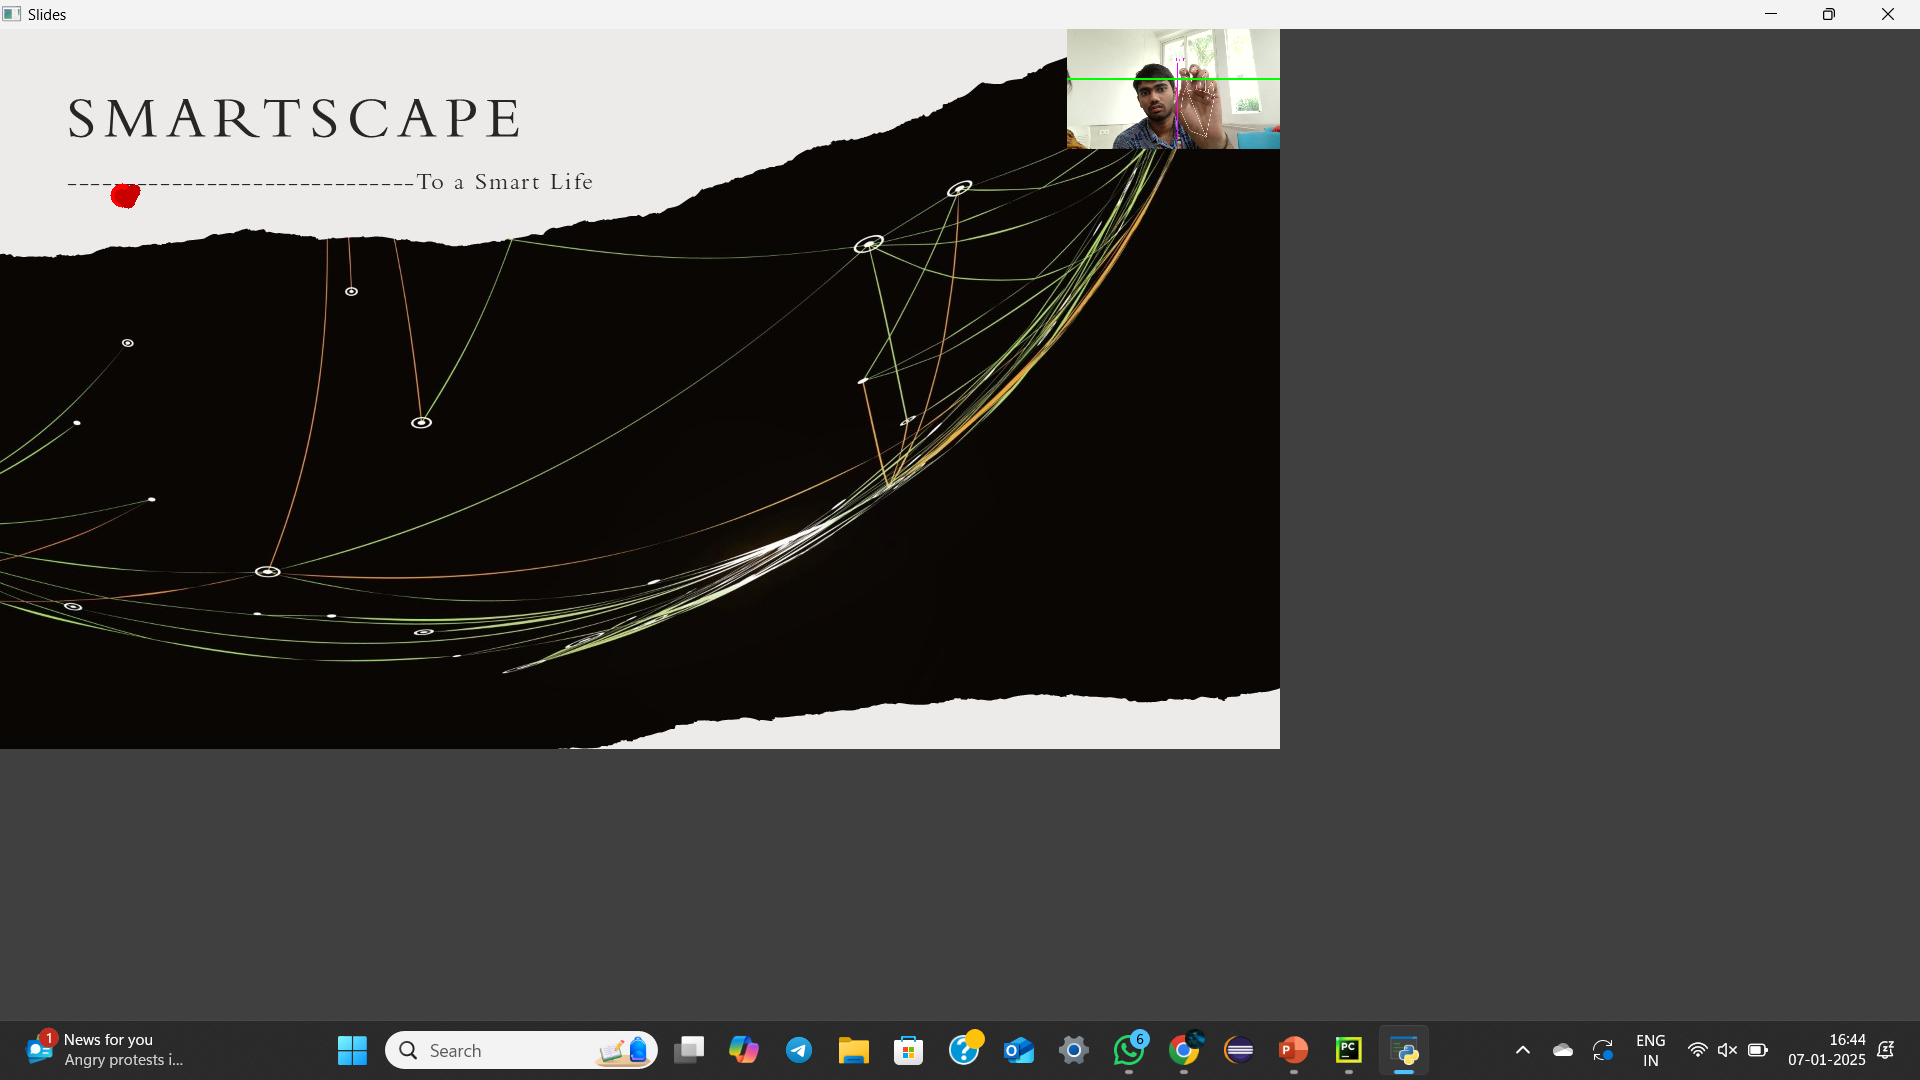 Slides
SMARTSCAPE
-----------------------------To a Smart Life
1
News for you
Angry protests i...
Search
6
P
PC
ENG
IN
16:44
07-01-2025